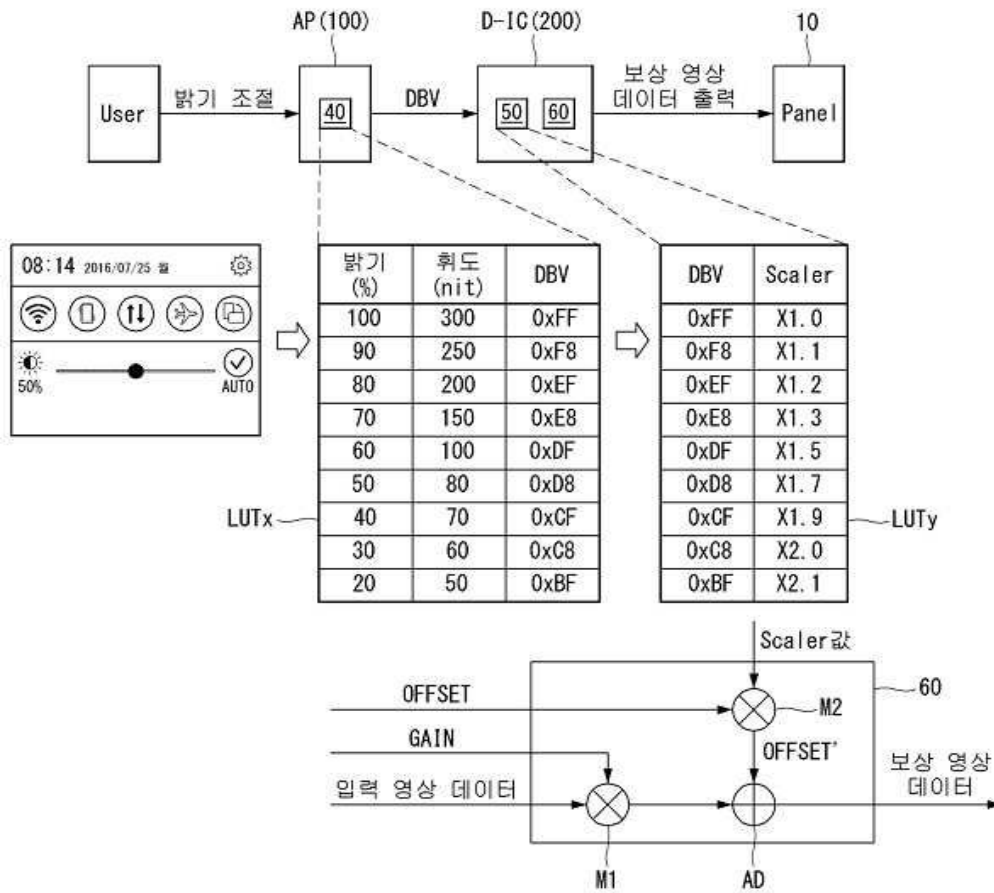 AP(100)
D-IC(200)
10
User
밝기 조절
40
DBV
50
60
보상 영상
데이터 출력
Panel
08:14 2016/07/25 월
50%
AUTO
밝기 (%) 휘도 (nit) DBV
100 300 0xFF
90 250 0xF8
80 200 0xEF
70 150 0xE8
60 100 0xDF
50 80 0xD8
40 70 0xCF
30 60 0xC8
20 50 0xBF
LUTx
DBV Scaler
0xFF X1.0
0xF8 X1.1
0xEF X1.2
0xE8 X1.3
0xDF X1.5
0xD8 X1.7
0xCF X1.9
0xC8 X2.0
0xBF X2.1
LUTy
Scaler값
60
OFFSET
M2
GAIN
OFFSET'
입력 영상 데이터
보상 영상
데이터
M1
AD